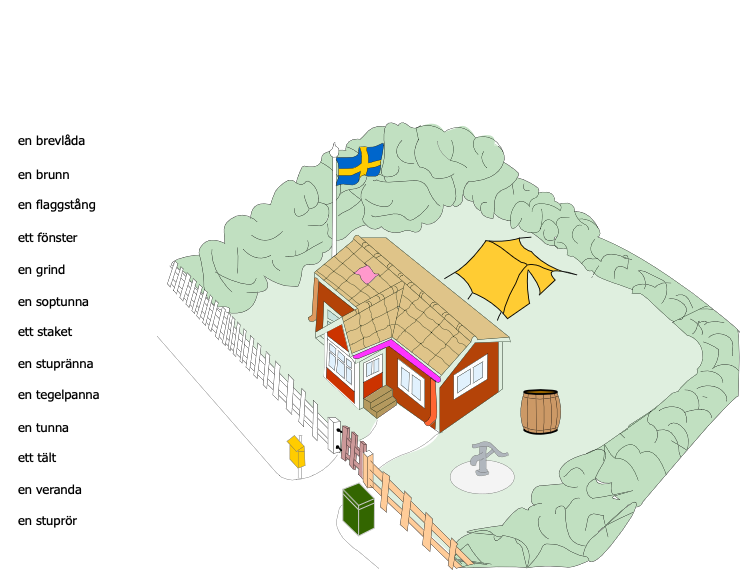 en brevlåda
en brunn
en flaggstång
ett fönster
en grind
en soptunna
ett staket
en stupränna
en tegelpanna
en tunna
ett tält
en veranda
en stuprör